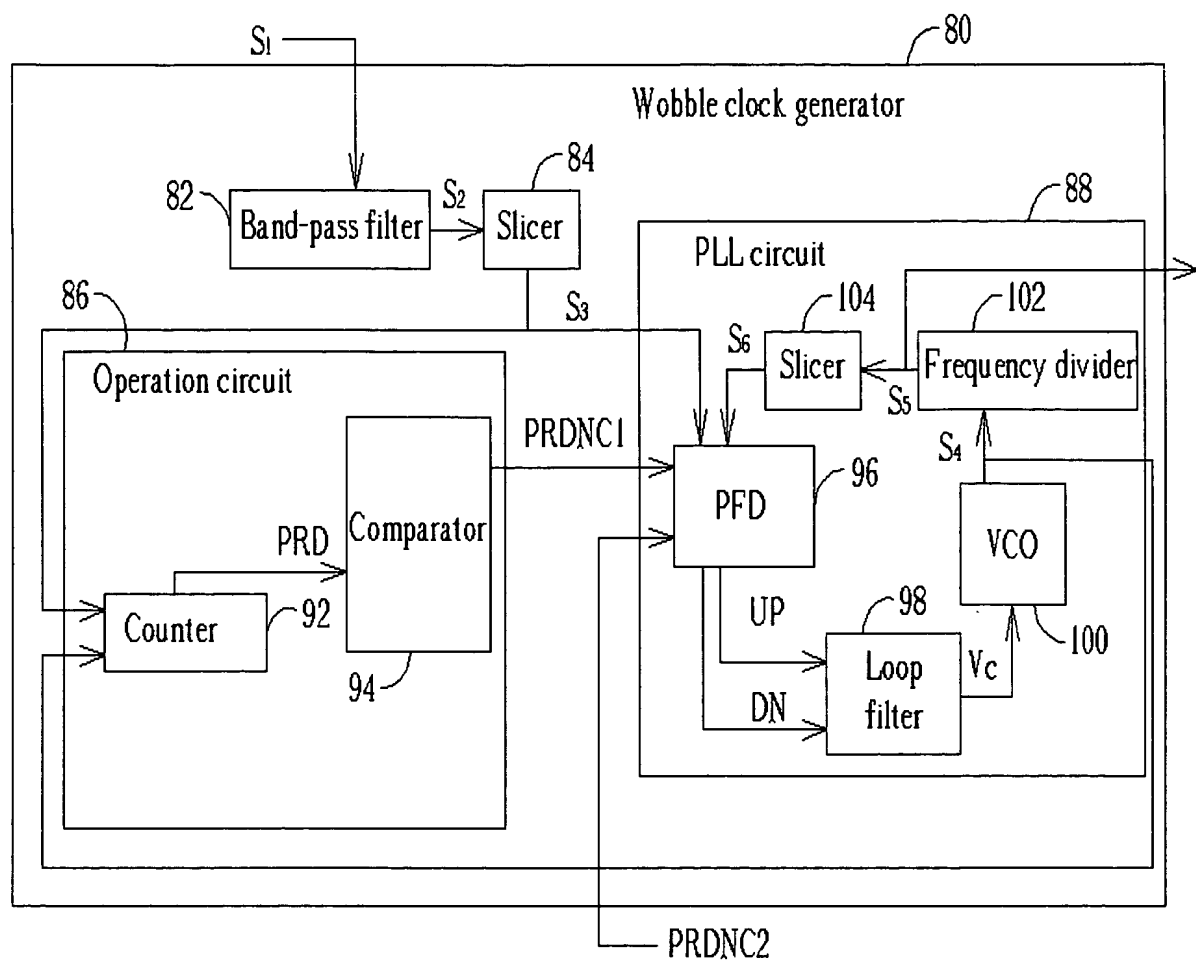 S1
80
Wobble clock generator
84
82
Band-pass filter
S2
Slicer
88
PLL circuit
86
S3
104
102
S6
Slicer
S5
Frequency divider
Operation circuit
PRDNC1
S4
96
PFD
Comparator
VCO
PRD
UP
98
100
Counter
92
Loop
filter
Vc
94
DN
PRDNC2